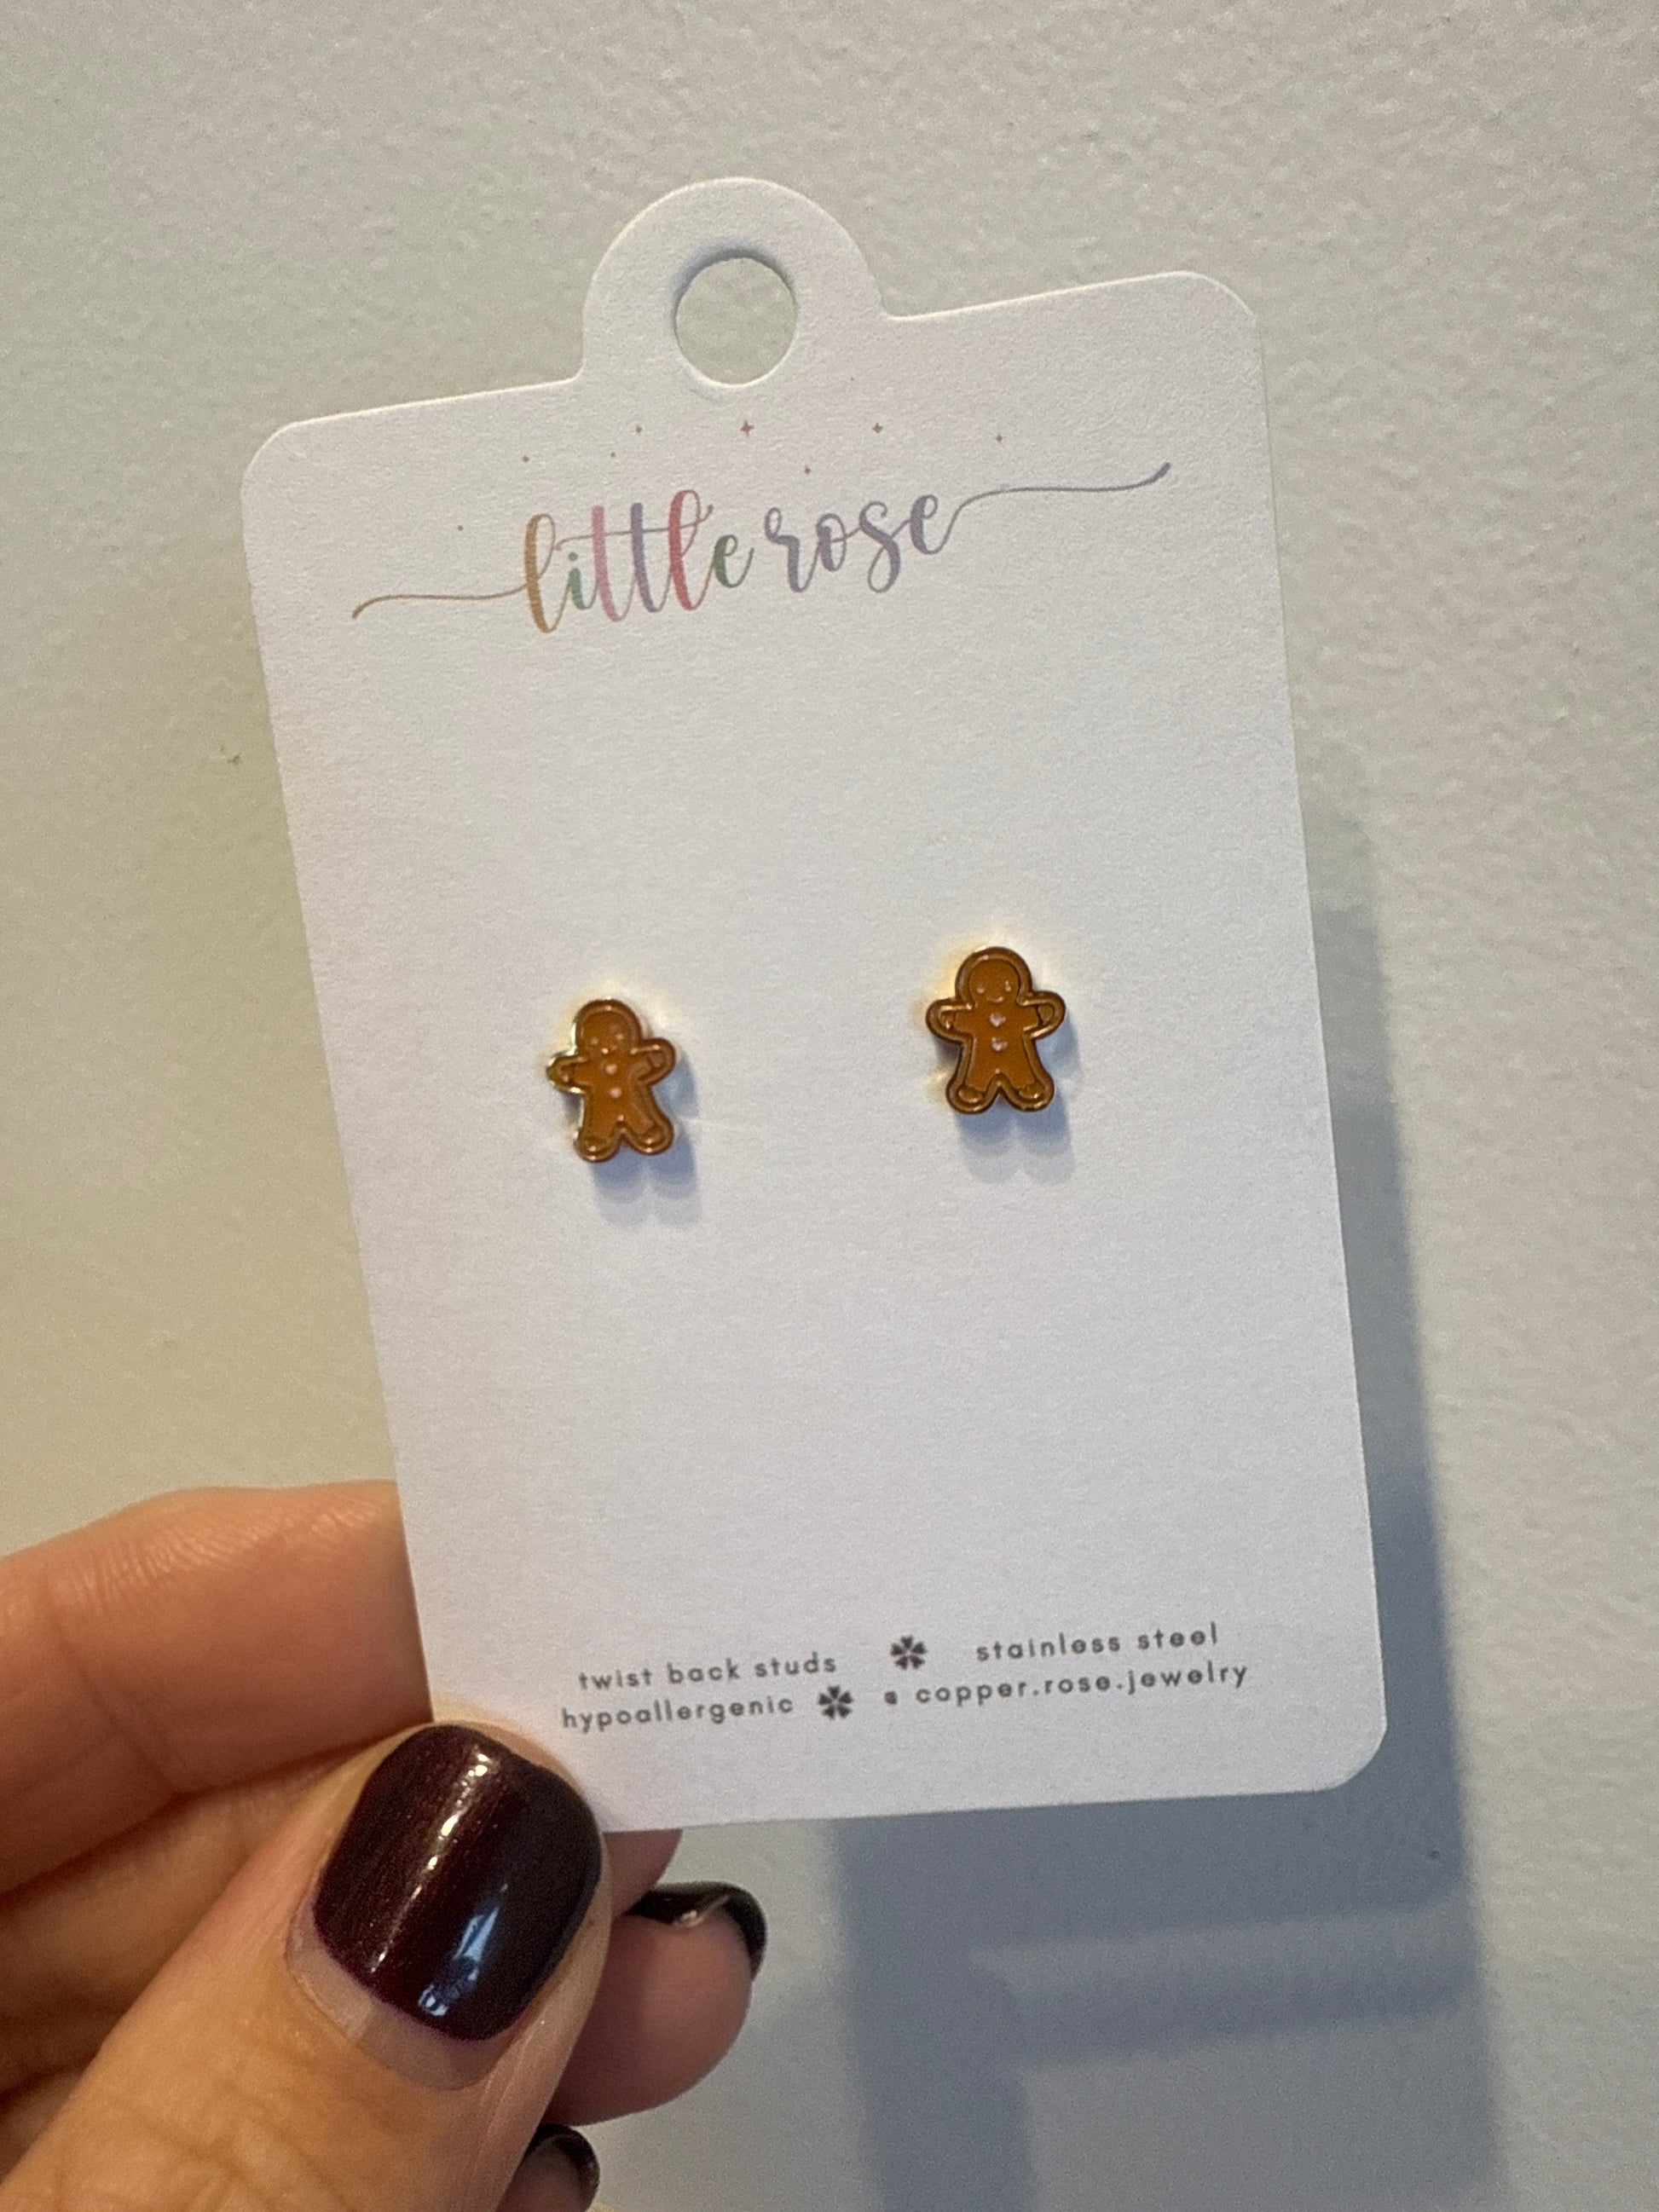 little rose
twist back studs ✽ stainless steel
hypoallergenic ✽ @ copper.rose.jewelry